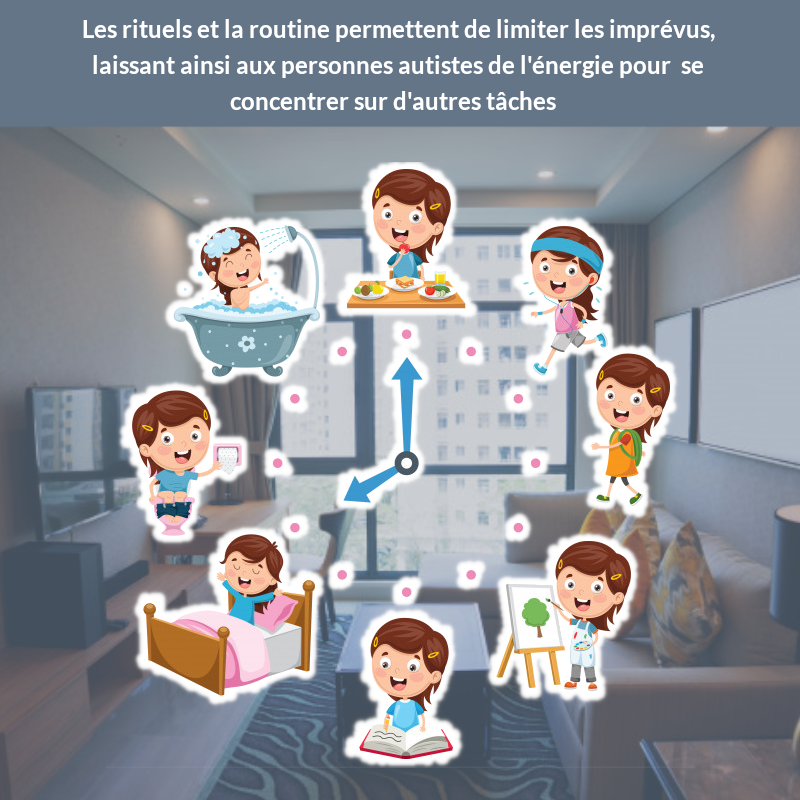 Les rituels et la routine permettent de limiter les imprévus,
laissant ainsi aux personnes autistes de l'énergie pour  se
concentrer sur d'autres tâches